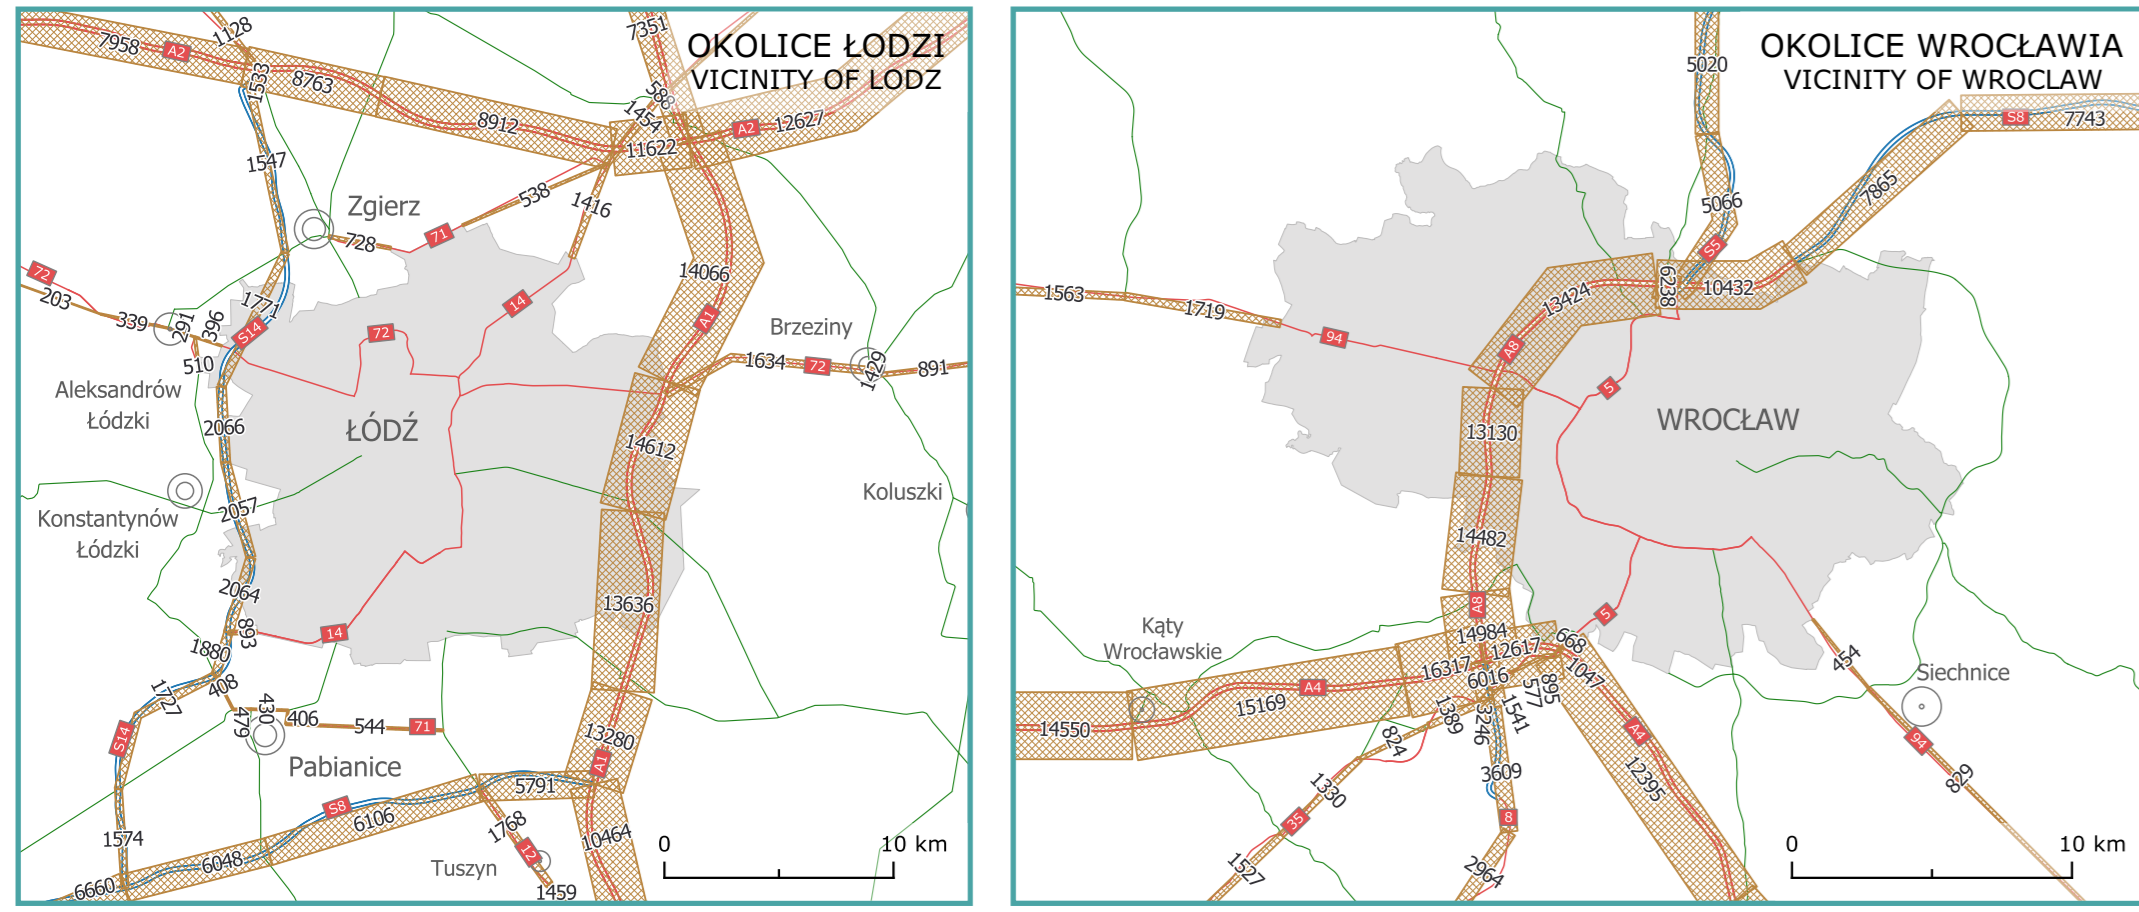 OKOLICE ŁODZI
VICINITY OF LODZ
7958
A2
1128
1533
8763
8912
7351
588
1454
11622
A2
12627
1547
Zgierz
728
71
538
1416
14066
A1
72
203
339
291
396
510
1771
S14
72
14
Brzeziny
1634
72
1429
891
Aleksandrów
Łódzki
2066
ŁÓDŹ
14612
Koluszki
Konstantynów
Łódzki
2057
2064
893
14
13636
1880
408
1727
S14
479
430
406
544
71
Pabianice
13280
A1
5791
S8
6106
1574
6048
6660
1768
12
Tuszyn
1459
10464
0
10 km
OKOLICE WROCŁAWIA
VICINITY OF WROCLAW
5020
S8
7743
7865
5066
S5
6238
10432
13424
A8
1563
1719
94
5
WROCŁAW
13130
14482
A8
14984
12617
668
5
16317
6016
1047
895
577
1541
3246
1389
824
Kąty
Wrocławskie
A4
15169
14550
1330
35
1527
3609
8
2964
A4
12395
454
Siechnice
94
829
0
10 km